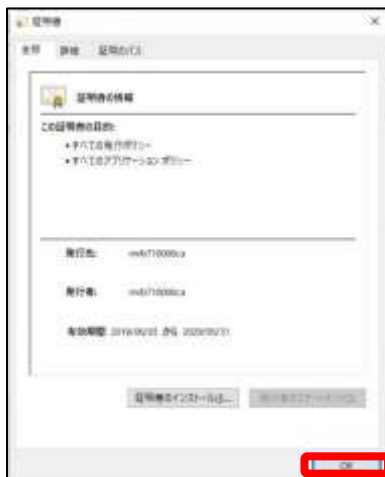 証明書
全般 詳細 証明のパス
証明書の情報
この証明書の目的:
• すべての発行ポリシー
• すべてのアプリケーション ポリシー
発行先:
発行者:
有効期間 から
証明書のインストール(I)...
OK